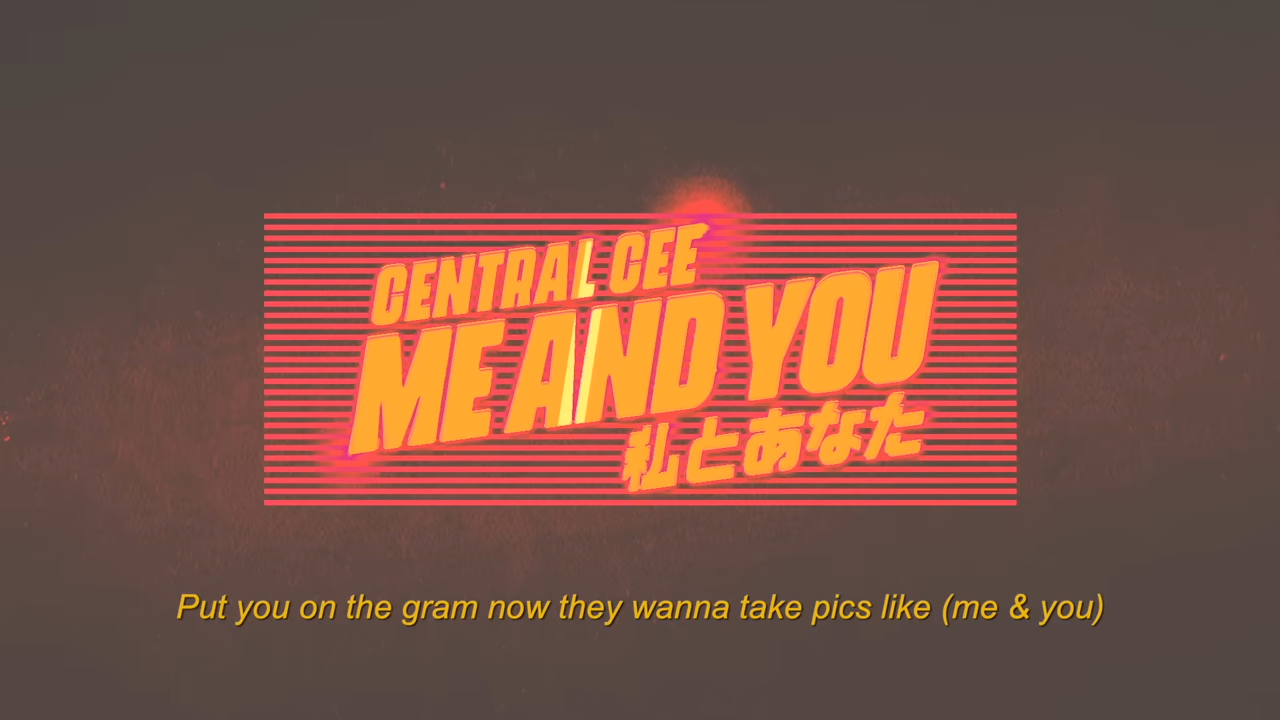 CENTRAL CEE
ME AND YOU
私とあなた
Put you on the gram now they wanna take pics like (me & you)